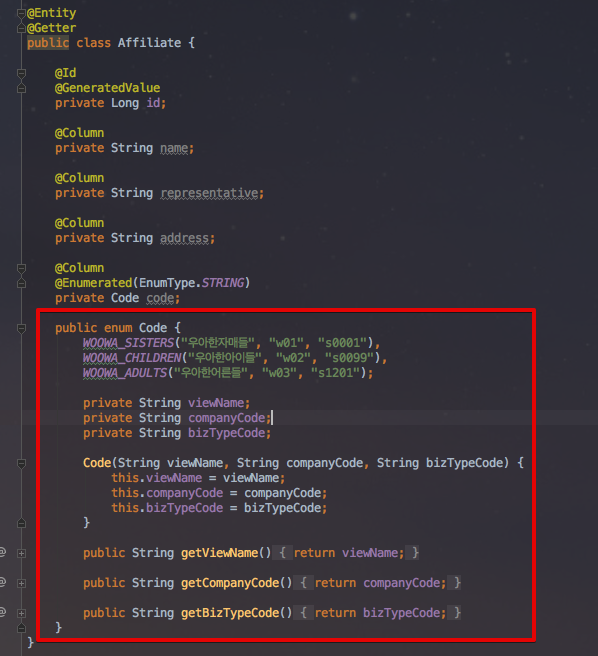 @Entity
@Getter
public class Affiliate {
@Id
@GeneratedValue
private Long id;
@Column
private String name;
@Column
private String representative;
@Column
private String address;
@Column
@Enumerated(EnumType.STRING)
private Code code;
public enum Code {
WOOWA_SISTERS("우아한자매들", "w01", "s0001"),
WOOWA_CHILDREN("우아한아이들", "w02", "s0099"),
WOOWA_ADULTS("우아한어른들", "w03", "s1201");
private String viewName;
private String companyCode;
private String bizTypeCode;
Code(String viewName, String companyCode, String bizTypeCode) {
this.viewName = viewName;
this.companyCode = companyCode;
this.bizTypeCode = bizTypeCode;
}
@ public String getViewName() { return viewName; }
@ public String getCompanyCode() { return companyCode; }
@ public String getBizTypeCode() { return bizTypeCode; }
}
}